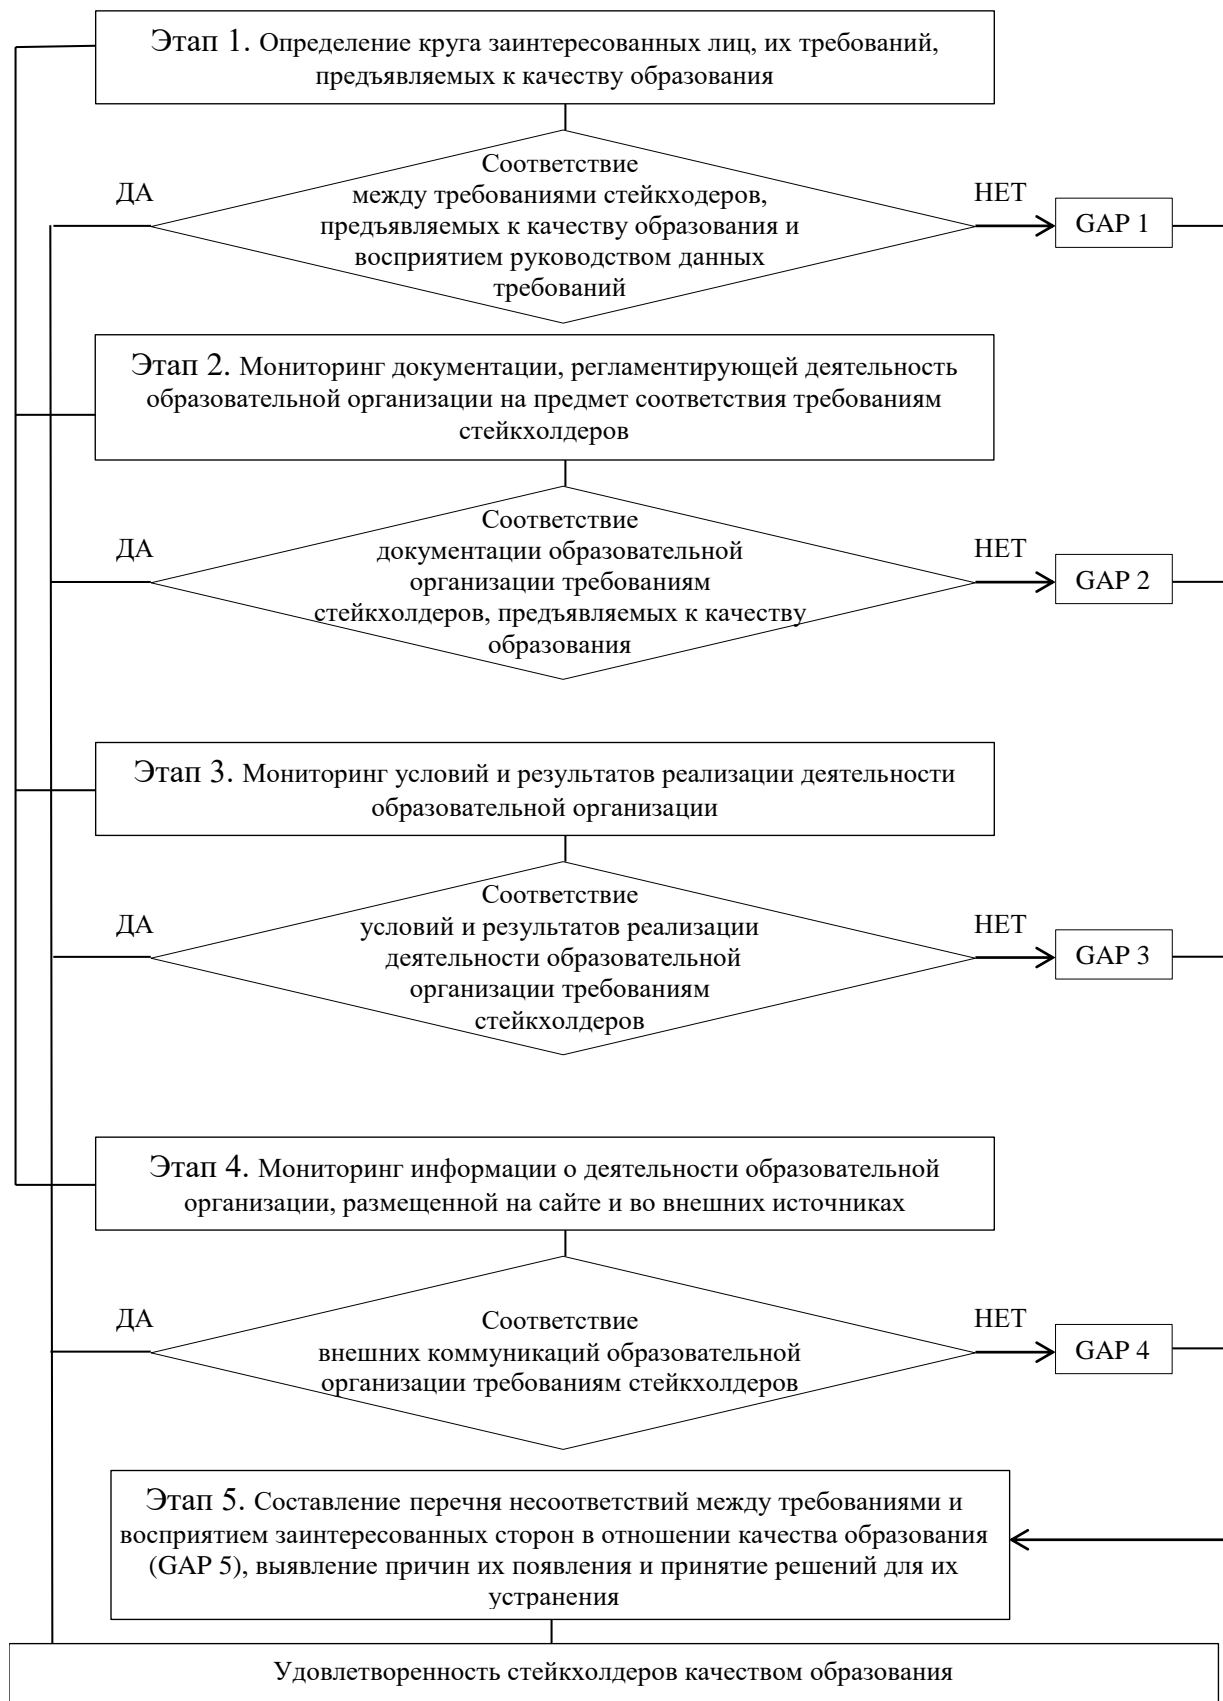 Этап 1. Определение круга заинтересованных лиц, их требований,
предъявляемых к качеству образования
Соответствие
ДА
между требованиями стейкходеров,
НЕТ
предъявляемых к качеству образования и
GAP 1
восприятием руководством данных
требований
Этап 2. Мониторинг документации, регламентирующей деятельность
образовательной организации на предмет соответствия требованиям
стейкхолдеров
Соответствие
ДА
документации образовательной
НЕТ
организации требованиям
GAP 2
стейкхолдеров, предъявляемых к качеству
образования
Этап 3. Мониторинг условий и результатов реализации деятельности
образовательной организации
Соответствие
ДА
условий и результатов реализации
НЕТ
деятельности образовательной
GAP 3
организации требованиям
стейкхолдеров
Этап 4. Мониторинг информации о деятельности образовательной
организации, размещенной на сайте и во внешних источниках
ДА
Соответствие
НЕТ
внешних коммуникаций образовательной
GAP 4
организации требованиям стейкхолдеров
Этап 5. Составление перечня несоответствий между требованиями и
восприятием заинтересованных сторон в отношении качества образования
(GAP 5), выявление причин их появления и принятие решений для их
устранения
Удовлетворенность стейкхолдеров качеством образования